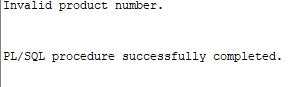 Invalid product number.
PL/SQL procedure successfully completed.